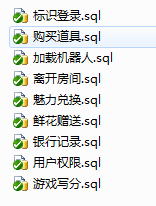 标识登录.sql
购买道具.sql
加载机器人.sql
离开房间.sql
魅力兑换.sql
鲜花赠送.sql
银行记录.sql
用户权限.sql
游戏写分.sql